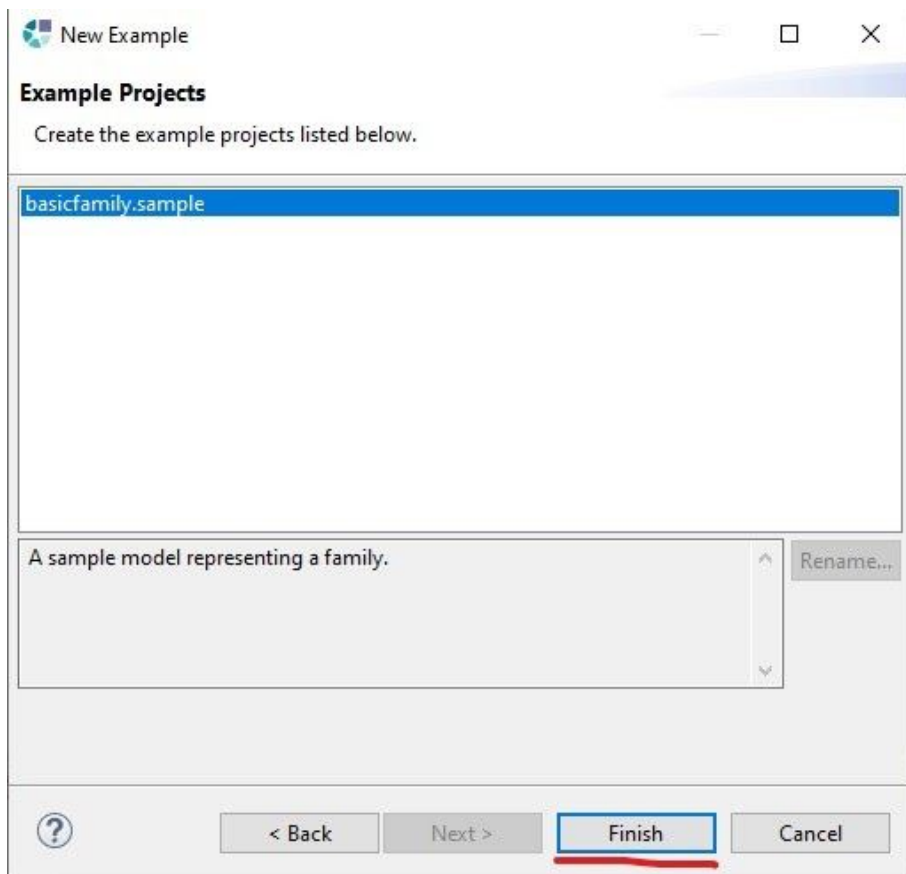 New Example
Example Projects
Create the example projects listed below.
basicfamily.sample
A sample model representing a family.
Rename...
?
< Back
Next >
Finish
Cancel